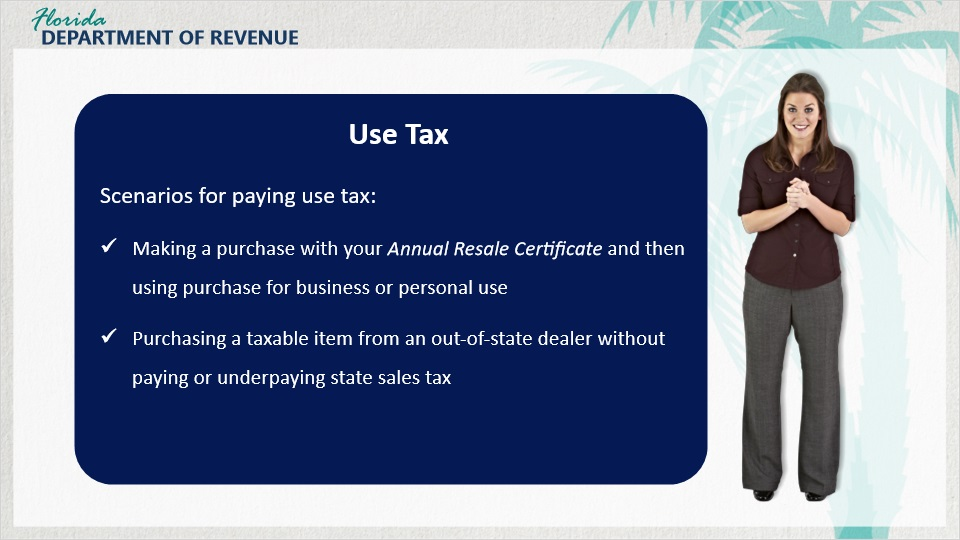 Florida
DEPARTMENT OF REVENUE
Use Tax
Scenarios for paying use tax:
✓ Making a purchase with your Annual Resale Certificate and then
using purchase for business or personal use
✓ Purchasing a taxable item from an out-of-state dealer without
paying or underpaying state sales tax